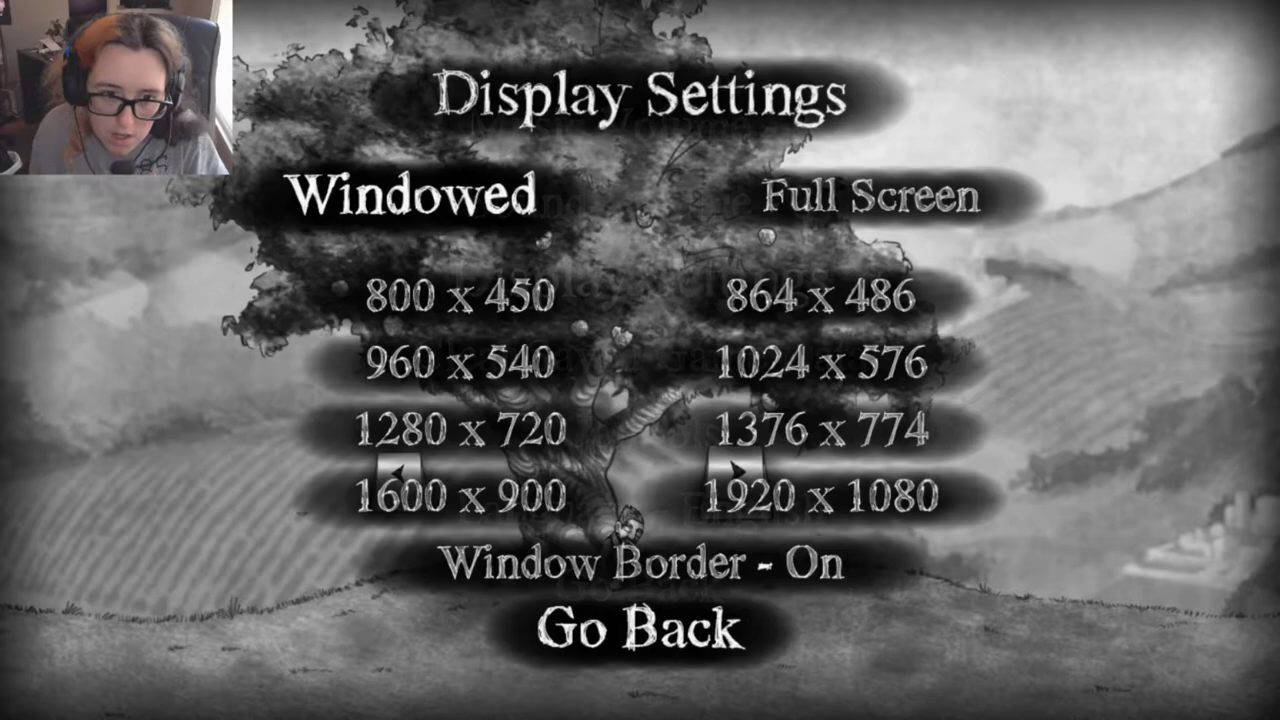 Display Settings
Windowed Full Screen
800 x 450 864 x 486
960 x 540 1024 x 576
1280 x 720 1376 x 774
1600 x 900 1920 x 1080
Window Border - On
Go Back